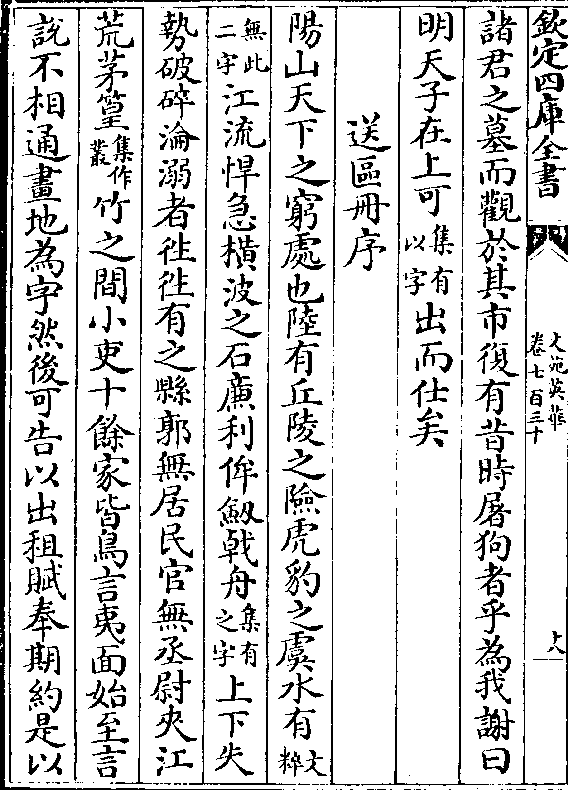 欽定四庫全書
文苑英華
卷七百三十
十八
諸君之墓而觀於其市復有昔時屠狗者乎為我謝曰
明天子在上可集有以字出而仕矣
送區冊序
陽山天下之窮處也陸有丘陵之險虎豹之虞水有文粹
無此二字江流悍急橫波之石廉利侔劔戟舟集有之字上下失
勢破碎淪溺者徃徃有之縣郭無居民官無丞尉夾江
荒茅篁集作叢竹之間小吏十餘家皆鳥言夷面始至言
說不相通畫地為字然後可告以出租賦奉期約是以